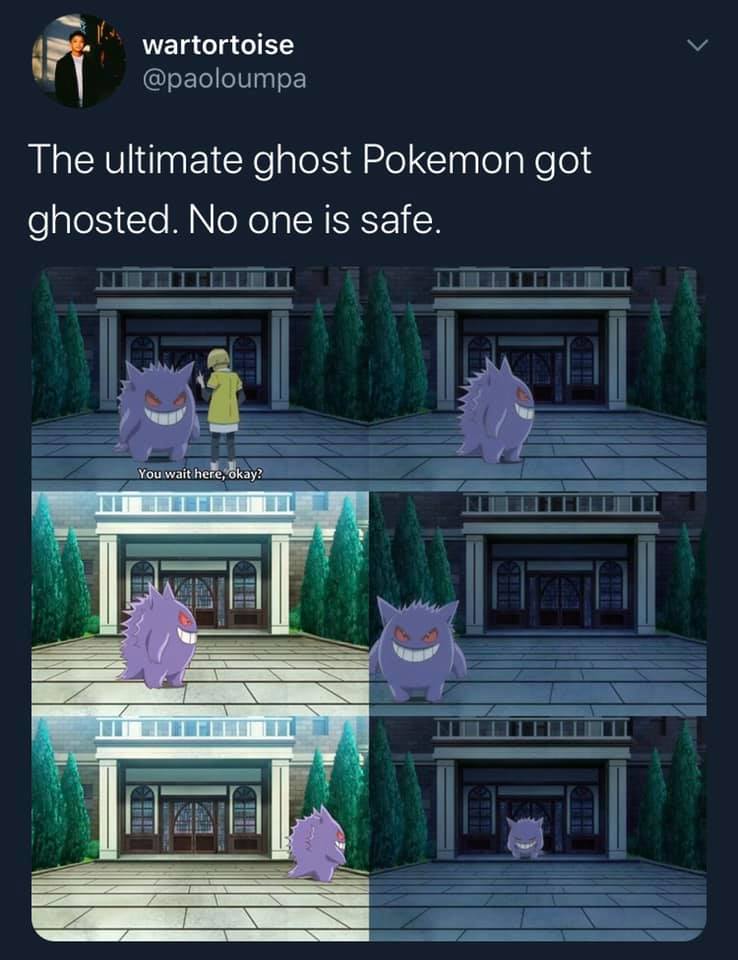 wartortoise
@paoloumpa
The ultimate ghost Pokemon got
ghosted. No one is safe.
You wait here, okay?